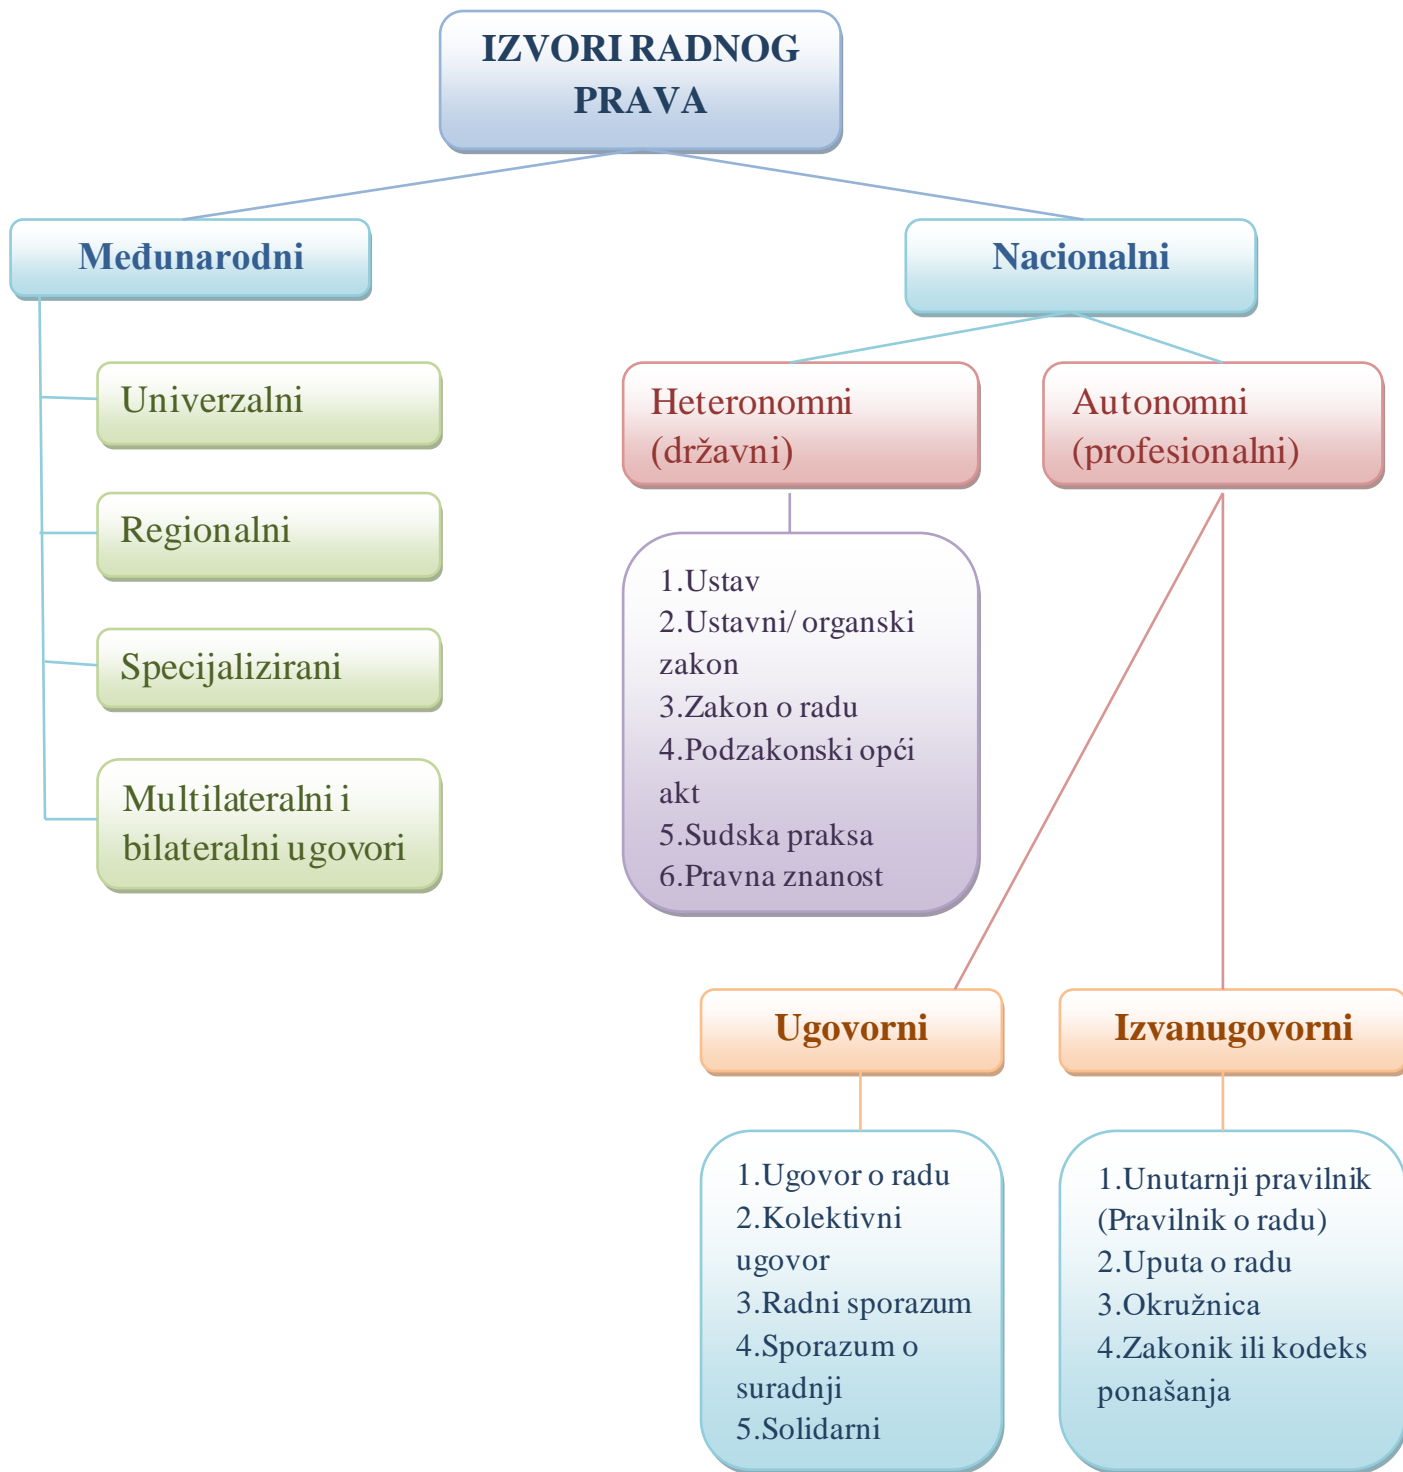 IZVORI RADNOG
PRAVA
Međunarodni
Nacionalni
Univerzalni
Regionalni
Specijalizirani
Multilateralni i
bilateralni ugovori
Heteronomni
(državni)
Autonomni
(profesionalni)
1.Ustav
2.Ustavni/ organski
zakon
3.Zakon o radu
4.Podzakonski opći
akt
5.Sudska praksa
6.Pravna znanost
Ugovorni
Izvanugovorni
1.Ugovor o radu
2.Kolektivni
ugovor
3.Radni sporazum
4.Sporazum o
suradnji
5.Solidarni
1.Unutarnji pravilnik
(Pravilnik o radu)
2.Uputa o radu
3.Okružnica
4.Zakonik ili kodeks
ponašanja